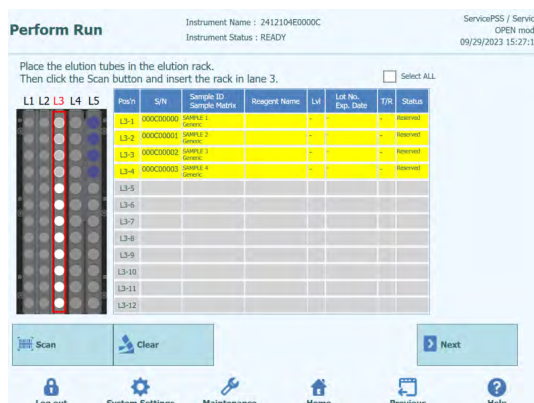 Perform Run
Instrument Name : 2412104E0000C
Instrument Status : READY
ServicePSS / Servic
OPEN mod
09/29/2023 15:27:1
Place the elution tubes in the elution rack.
Then click the Scan button and insert the rack in lane 3.
Select ALL
L1 L2 L3 L4 L5
Pos'n S/N Sample ID Sample Matrix Reagent Name Lvl Lot No. Exp. Date T/R Status
L3-1 000C00000 SAMPLE 1 Generic - - - Reserved
L3-2 000C00001 SAMPLE 2 Generic - - - Reserved
L3-3 000C00002 SAMPLE 3 Generic - - - Reserved
L3-4 000C00003 SAMPLE 4 Generic - - - Reserved
L3-5
L3-6
L3-7
L3-8
L3-9
L3-10
L3-11
L3-12
Scan
Clear
Next
Log out
System Settings
Maintenance
Home
Previous
Help